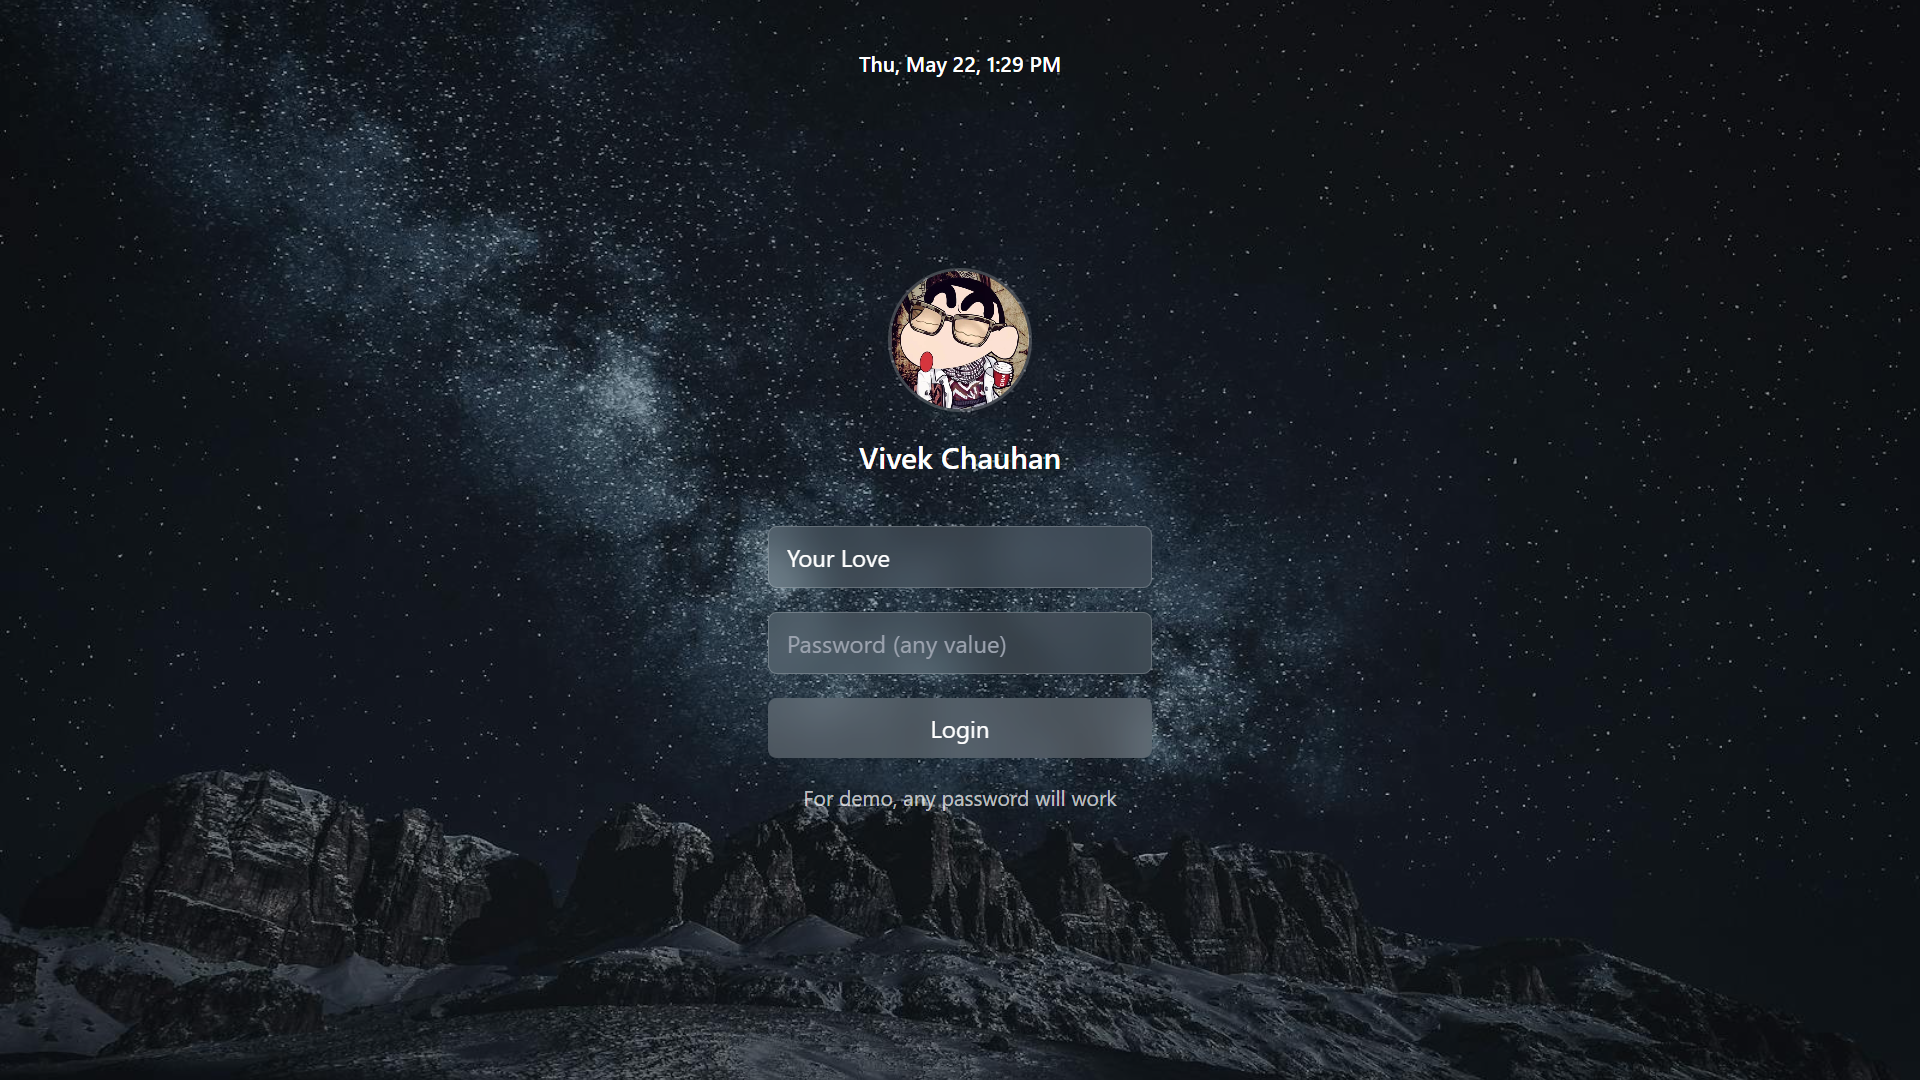 Thu, May 22, 1:29 PM
Vivek Chauhan
Your Love
Password (any value)
Login
For demo, any password will work